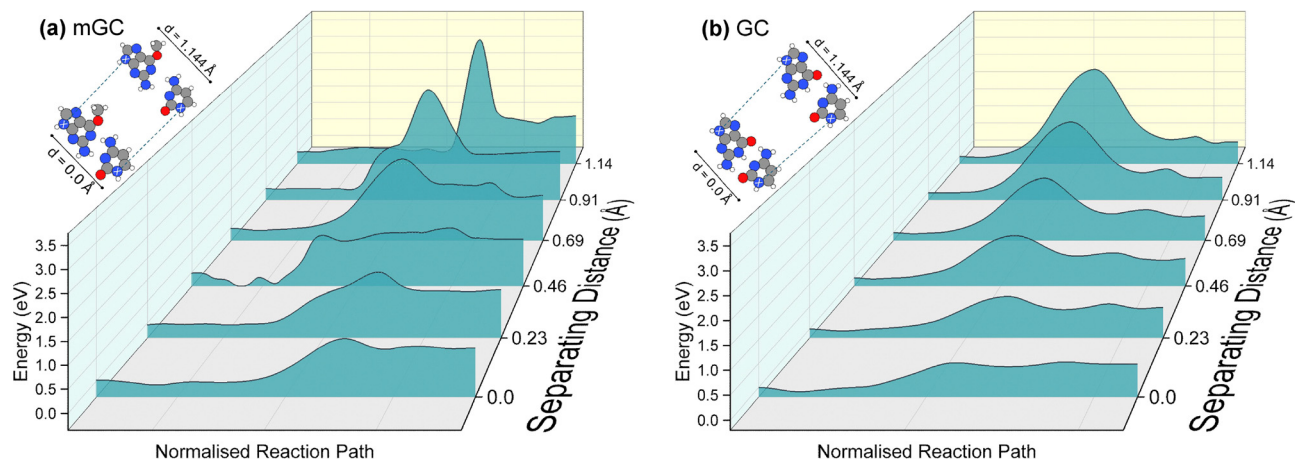 (a) mGC
d = 1.144 Å
d = 0.0 Å
3.5
3.0
2.5
2.0
1.5
1.0
0.5
0.0
Energy (eV)
Normalised Reaction Path
1.14
0.91
0.69
0.46
0.23
0.0
Separating Distance (Å)
(b) GC
d = 1.144 Å
d = 0.0 Å
3.5
3.0
2.5
2.0
1.5
1.0
0.5
0.0
Energy (eV)
Normalised Reaction Path
1.14
0.91
0.69
0.46
0.23
0.0
Separating Distance (Å)